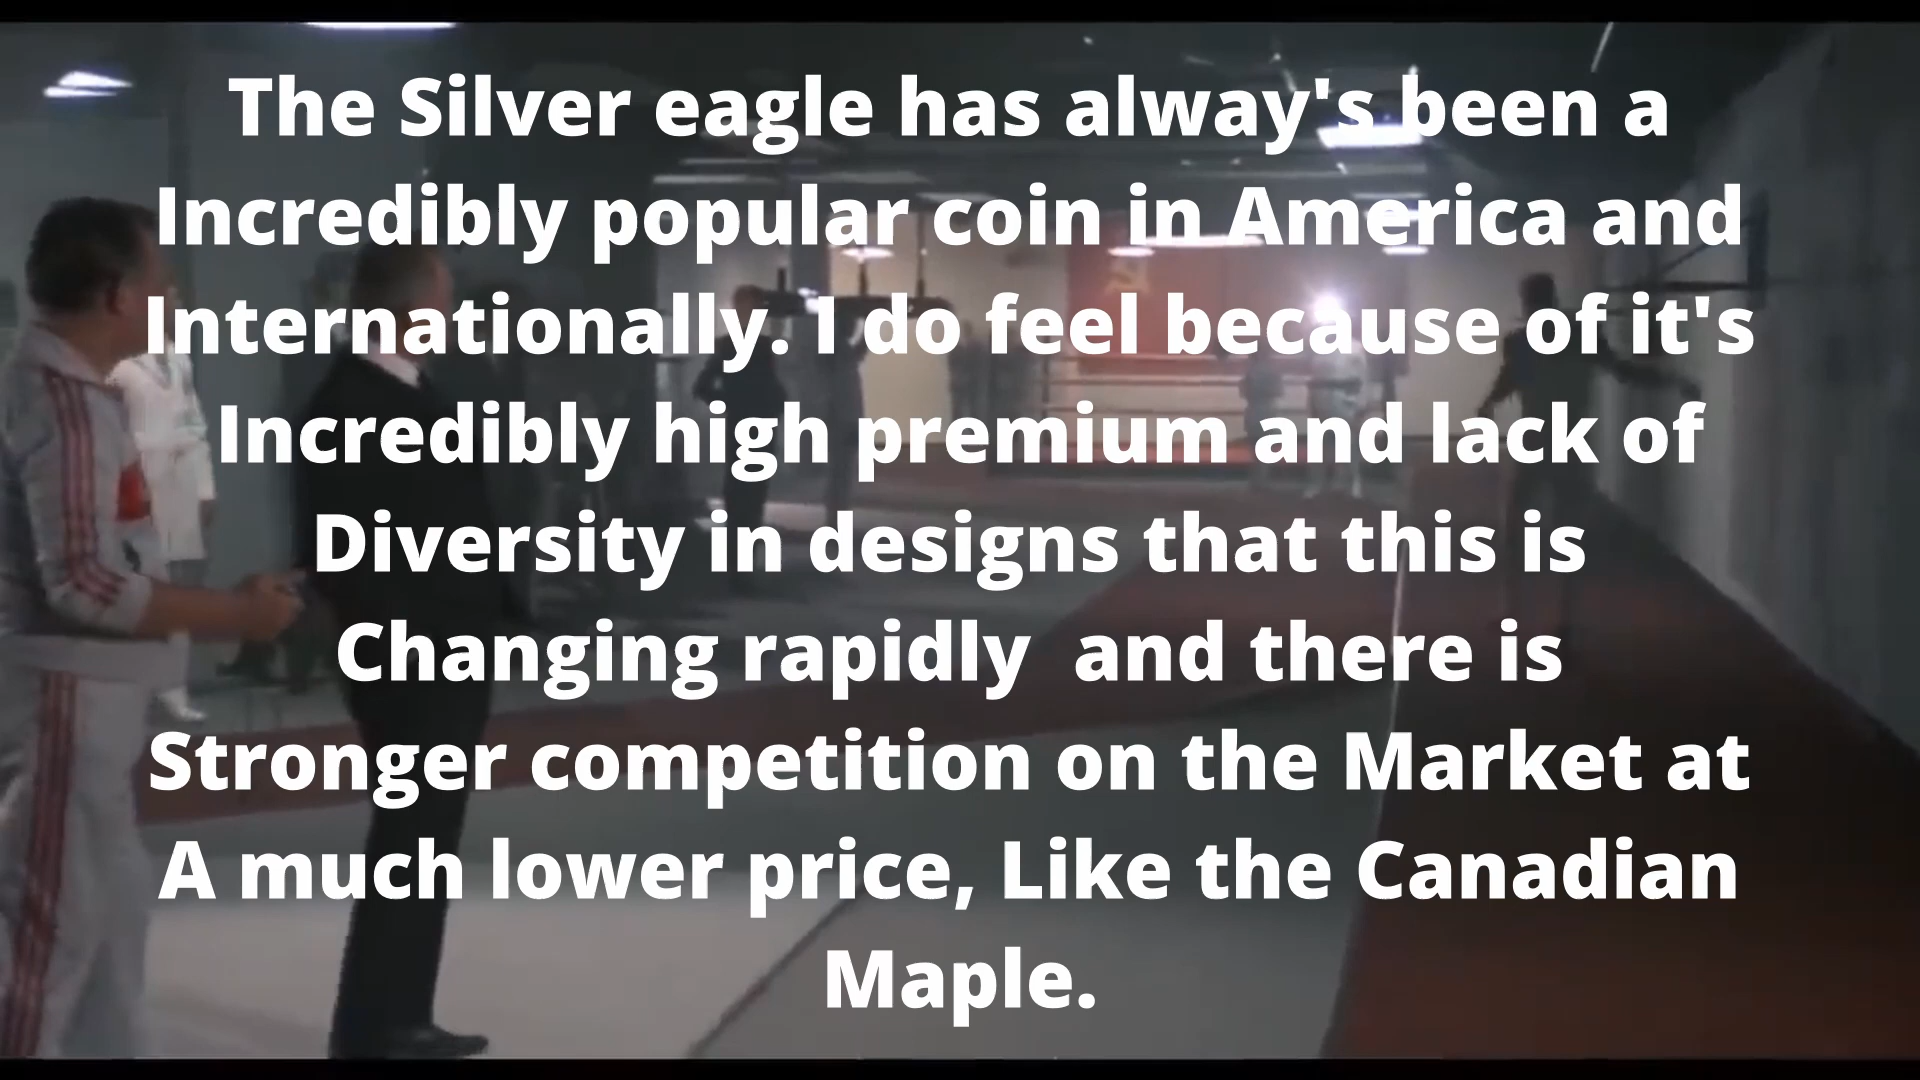 The Silver eagle has alway's been a
Incredibly popular coin in America and
Internationally. I do feel because of it's
Incredibly high premium and lack of
Diversity in designs that this is
Changing rapidly  and there is
Stronger competition on the Market at
A much lower price, Like the Canadian
Maple.